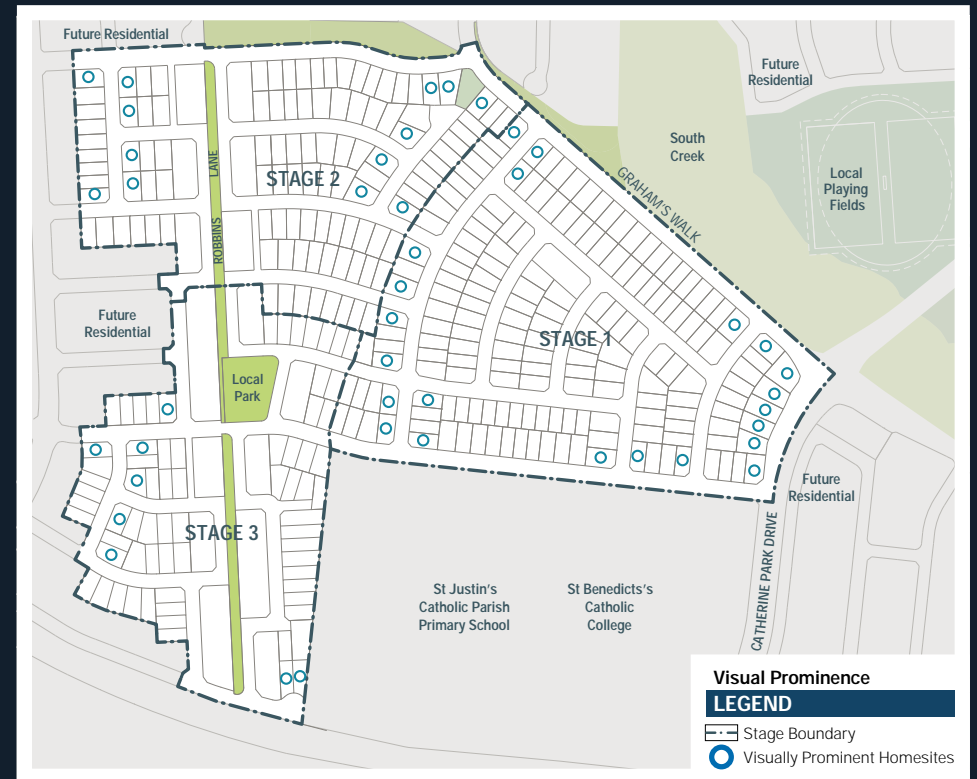 Future Residential
Future
Residential
South
Creek
Local
Playing
Fields
GRAHAM'S WALK
LANE
ROBBINS
STAGE 2
STAGE 1
Future
Residential
Local
Park
STAGE 3
Future
Residential
CATHERINE PARK DRIVE
St Justin's
Catholic Parish
Primary School
St Benedicts's
Catholic
College
Visual Prominence
LEGEND
Stage Boundary
Visually Prominent Homesites